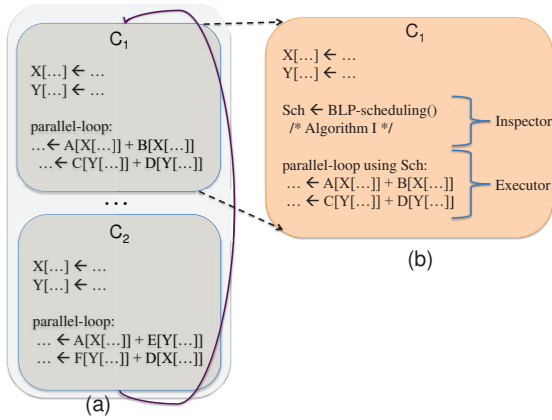 C1
X[…] ← …
Y[…] ← …
parallel-loop:
… ← A[X[…]] + B[X[…]]
… ← C[Y[…]] + D[Y[…]]
…
C2
X[…] ← …
Y[…] ← …
parallel-loop:
… ← A[X[…]] + E[Y[…]]
… ← F[Y[…]] + D[X[…]]
(a)
C1
X[…] ← …
Y[…] ← …
Sch ← BLP-scheduling()
/* Algorithm I */
Inspector
parallel-loop using Sch:
… ← A[X[…]] + B[X[…]]
… ← C[Y[…]] + D[Y[…]]
Executor
(b)